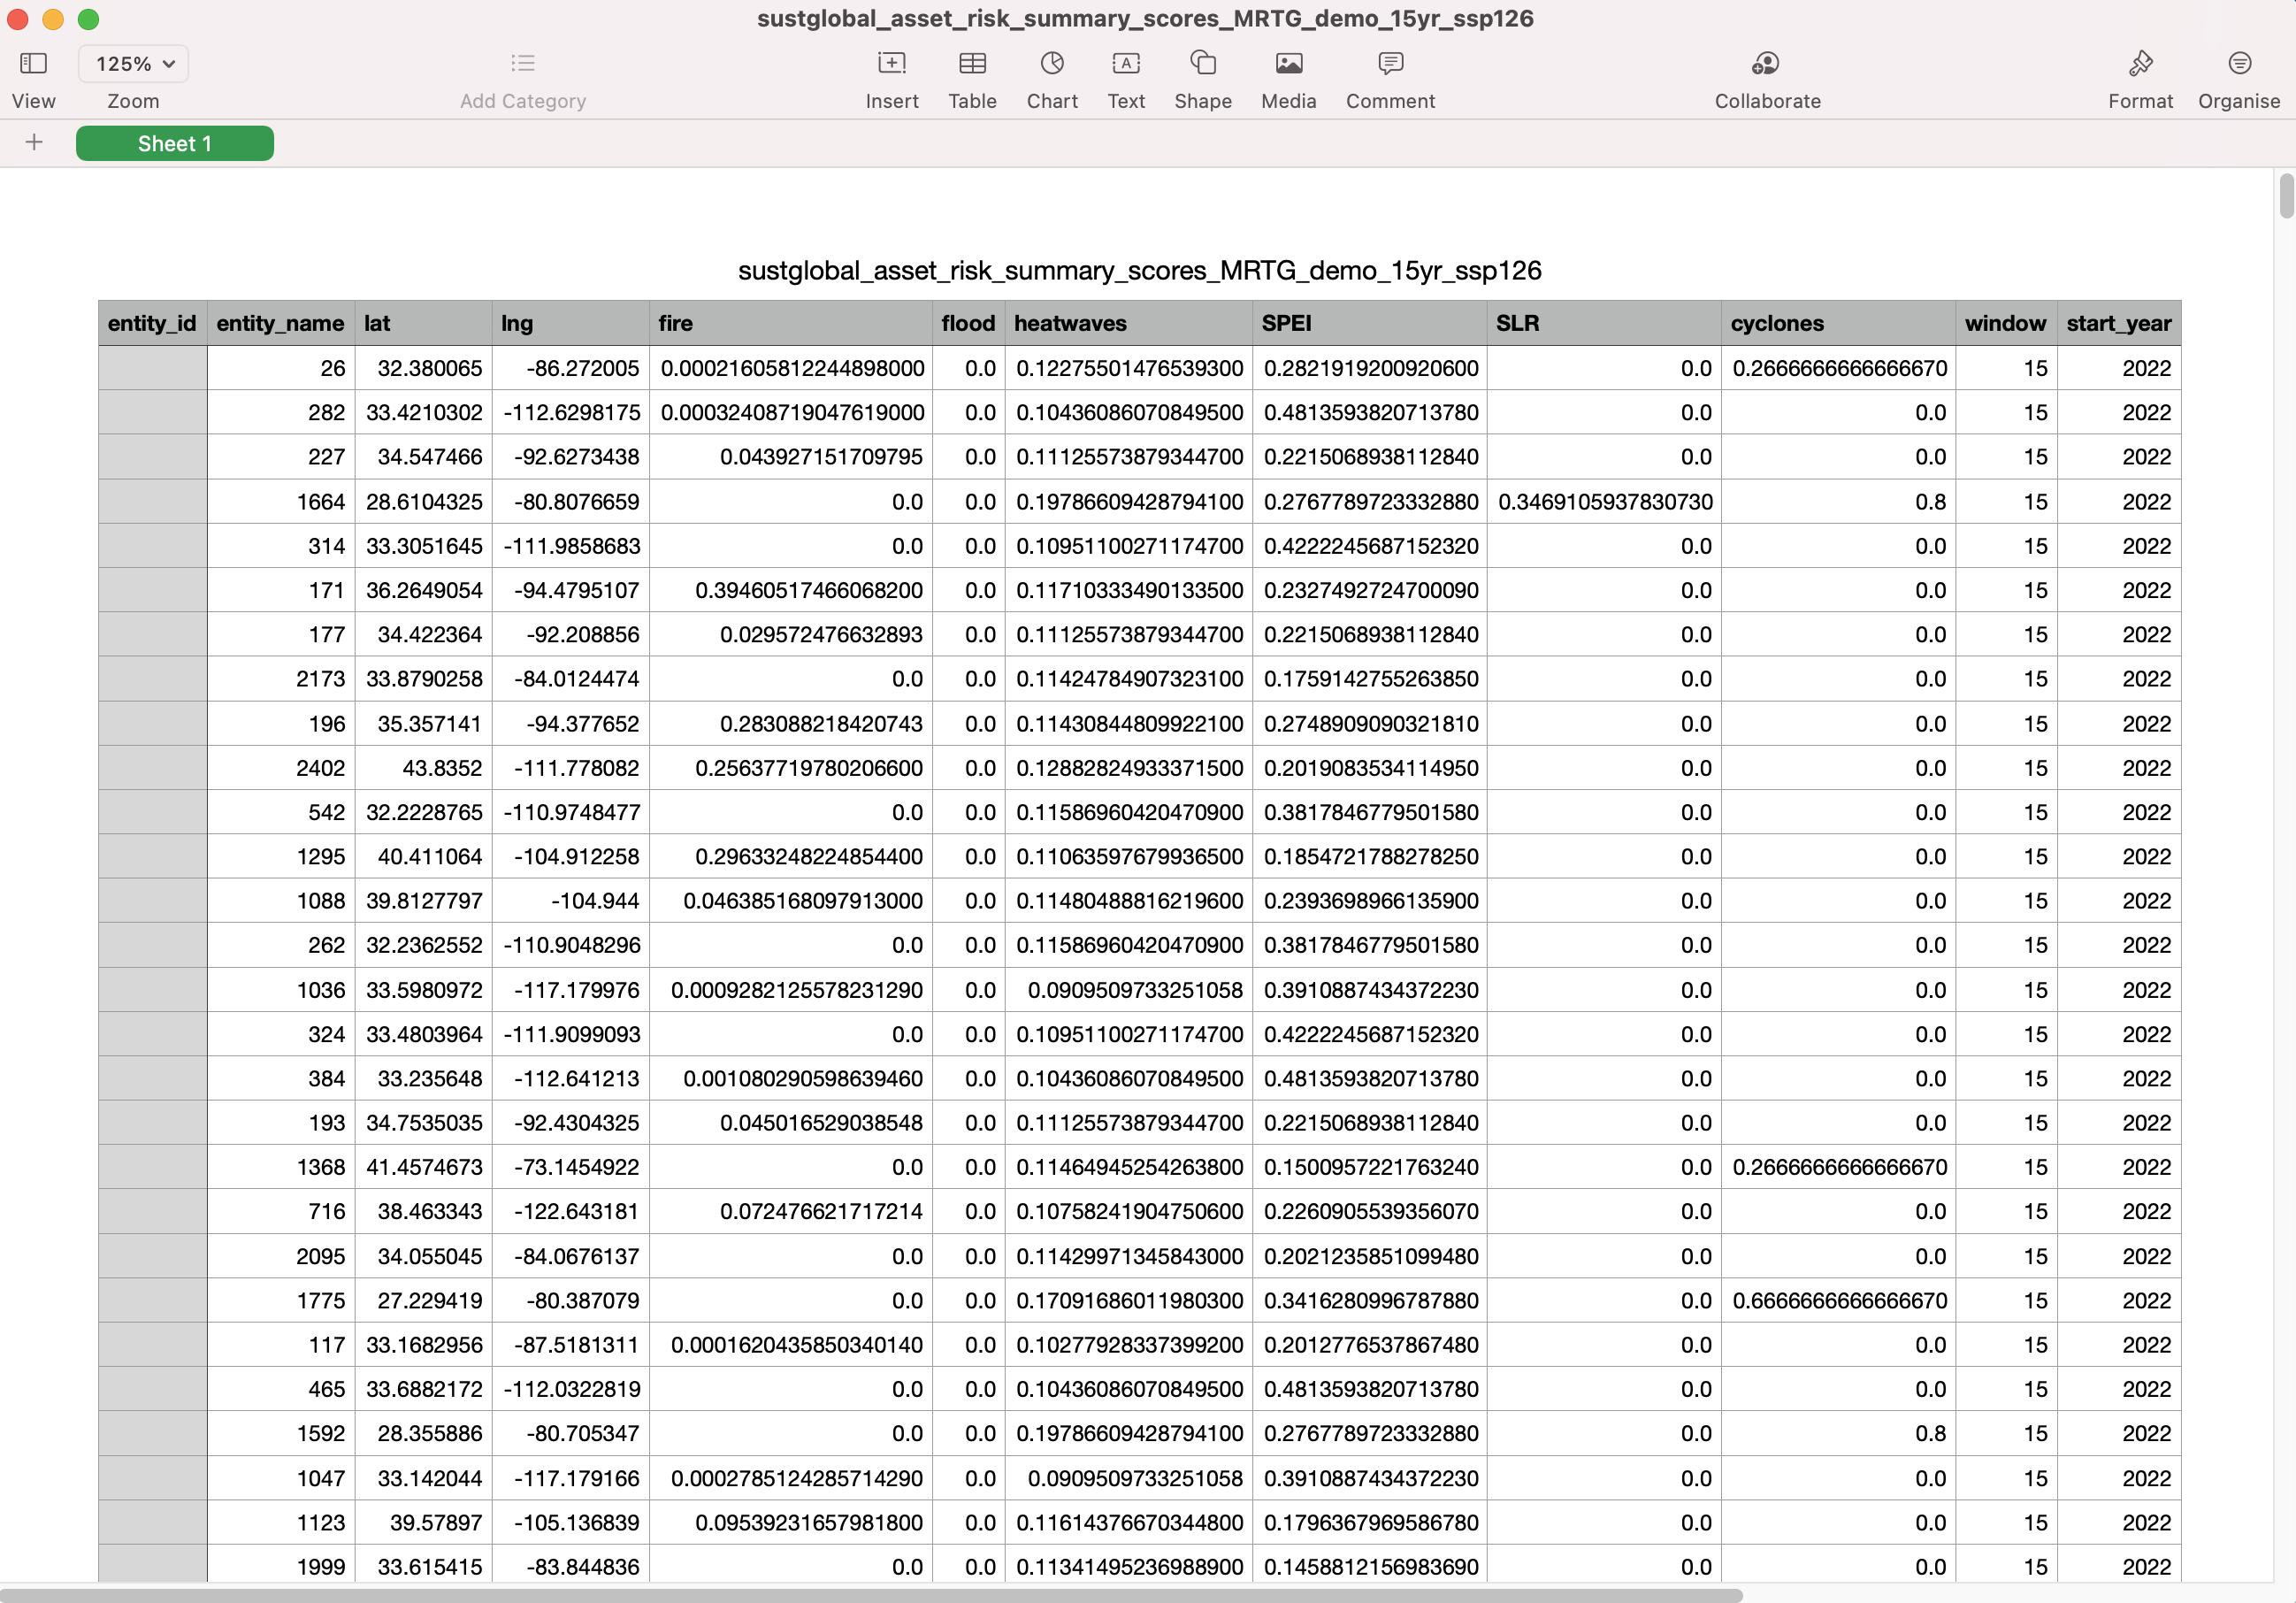 sustglobal_asset_risk_summary_scores_MRTG_demo_15yr_ssp126
125%
View Zoom Add Category Insert Table Chart Text Shape Media Comment Collaborate Format Organise
Sheet 1
sustglobal_asset_risk_summary_scores_MRTG_demo_15yr_ssp126
entity_id entity_name lat lng fire flood heatwaves SPEI SLR cyclones window start_year
26 32.380065 -86.272005 0.00021605812244898000 0.0 0.12275501476539300 0.2821919200920600 0.0 0.2666666666666670 15 2022
282 33.4210302 -112.6298175 0.00032408719047619000 0.0 0.10436086070849500 0.4813593820713780 0.0 0.0 15 2022
227 34.547466 -92.6273438 0.043927151709795 0.0 0.11125573879344700 0.2215068938112840 0.0 0.0 15 2022
1664 28.6104325 -80.8076659 0.0 0.0 0.19786609428794100 0.2767789723332880 0.3469105937830730 0.8 15 2022
314 33.3051645 -111.9858683 0.0 0.0 0.10951100271174700 0.4222245687152320 0.0 0.0 15 2022
171 36.2649054 -94.4795107 0.39460517466068200 0.0 0.11710333490133500 0.2327492724700090 0.0 0.0 15 2022
177 34.422364 -92.208856 0.029572476632893 0.0 0.11125573879344700 0.2215068938112840 0.0 0.0 15 2022
2173 33.8790258 -84.0124474 0.0 0.0 0.11424784907323100 0.1759142755263850 0.0 0.0 15 2022
196 35.357141 -94.377652 0.283088218420743 0.0 0.11430844809922100 0.2748909090321810 0.0 0.0 15 2022
2402 43.8352 -111.778082 0.25637719780206600 0.0 0.12882824933371500 0.2019083534114950 0.0 0.0 15 2022
542 32.2228765 -110.9748477 0.0 0.0 0.11586960420470900 0.3817846779501580 0.0 0.0 15 2022
1295 40.411064 -104.912258 0.29633248224854400 0.0 0.11063597679936500 0.1854721788278250 0.0 0.0 15 2022
1088 39.8127797 -104.944 0.046385168097913000 0.0 0.11480488816219600 0.2393698966135900 0.0 0.0 15 2022
262 32.2362552 -110.9048296 0.0 0.0 0.11586960420470900 0.3817846779501580 0.0 0.0 15 2022
1036 33.5980972 -117.179976 0.0009282125578231290 0.0 0.0909509733251058 0.3910887434372230 0.0 0.0 15 2022
324 33.4803964 -111.9099093 0.0 0.0 0.10951100271174700 0.4222245687152320 0.0 0.0 15 2022
384 33.235648 -112.641213 0.001080290598639460 0.0 0.10436086070849500 0.4813593820713780 0.0 0.0 15 2022
193 34.7535035 -92.4304325 0.045016529038548 0.0 0.11125573879344700 0.2215068938112840 0.0 0.0 15 2022
1368 41.4574673 -73.1454922 0.0 0.0 0.11464945254263800 0.1500957221763240 0.0 0.2666666666666670 15 2022
716 38.463343 -122.643181 0.072476621717214 0.0 0.10758241904750600 0.2260905539356070 0.0 0.0 15 2022
2095 34.055045 -84.0676137 0.0 0.0 0.11429971345843000 0.2021235851099480 0.0 0.0 15 2022
1775 27.229419 -80.387079 0.0 0.0 0.17091686011980300 0.3416280996787880 0.0 0.6666666666666670 15 2022
117 33.1682956 -87.5181311 0.0001620435850340140 0.0 0.10277928337399200 0.2012776537867480 0.0 0.0 15 2022
465 33.6882172 -112.0322819 0.0 0.0 0.10436086070849500 0.4813593820713780 0.0 0.0 15 2022
1592 28.355886 -80.705347 0.0 0.0 0.19786609428794100 0.2767789723332880 0.0 0.8 15 2022
1047 33.142044 -117.179166 0.0002785124285714290 0.0 0.0909509733251058 0.3910887434372230 0.0 0.0 15 2022
1123 39.57897 -105.136839 0.09539231657981800 0.0 0.11614376670344800 0.1796367969586780 0.0 0.0 15 2022
1999 33.615415 -83.844836 0.0 0.0 0.11341495236988900 0.1458812156983690 0.0 0.0 15 2022